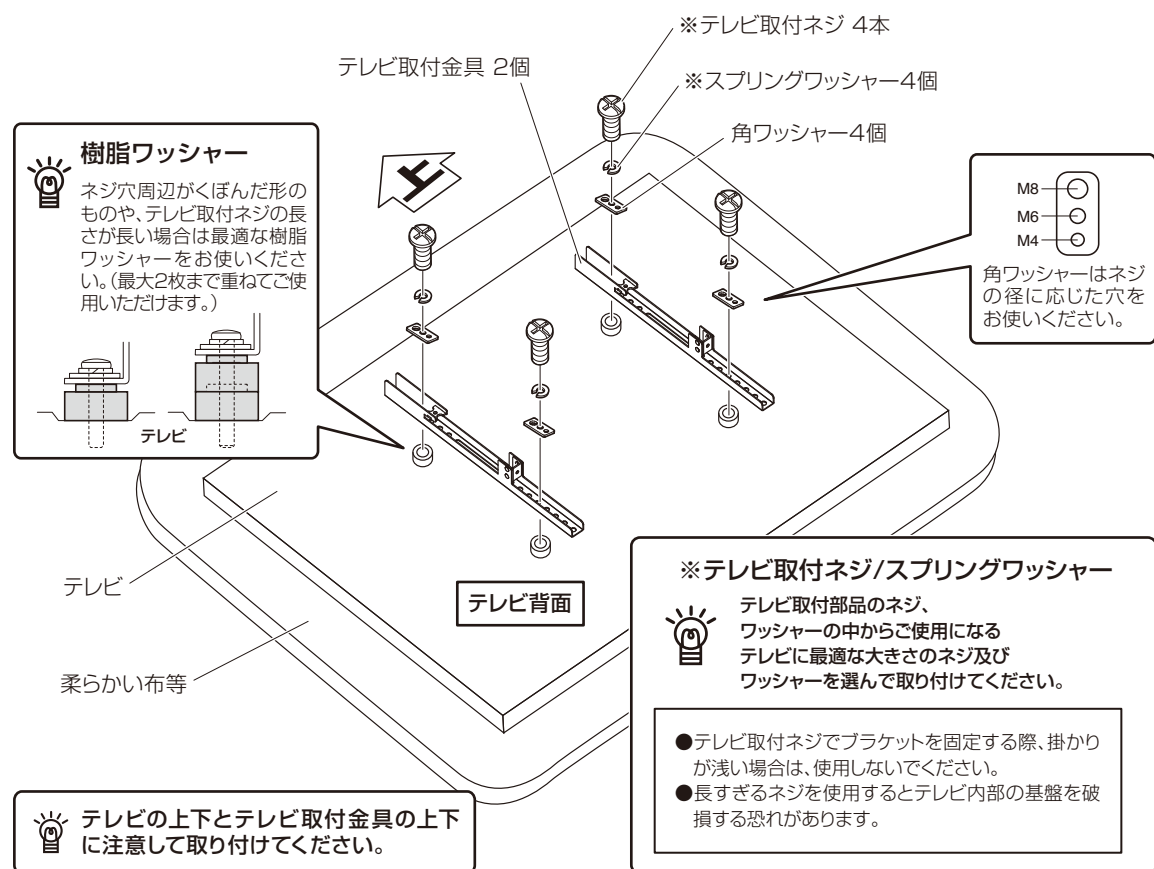 ※テレビ取付ネジ 4本
テレビ取付金具 2個
※スプリングワッシャー4個
角ワッシャー4個
樹脂ワッシャー
ネジ穴周辺がくぼんだ形の
ものや、テレビ取付ネジの長
さが長い場合は最適な樹脂
ワッシャーをお使いくださ
い。(最大2枚まで重ねてご使
用いただけます。)
テレビ
上
M8
M6
M4
角ワッシャーはネジ
の径に応じた穴を
お使いください。
テレビ
テレビ背面
柔らかい布等
※テレビ取付ネジ/スプリングワッシャー
テレビ取付部品のネジ、
ワッシャーの中からご使用になる
テレビに最適な大きさのネジ及び
ワッシャーを選んで取り付けてください。
●テレビ取付ネジでブラケットを固定する際、掛かり
が浅い場合は、使用しないでください。
●長すぎるネジを使用するとテレビ内部の基盤を破
損する恐れがあります。
テレビの上下とテレビ取付金具の上下
に注意して取り付けてください。